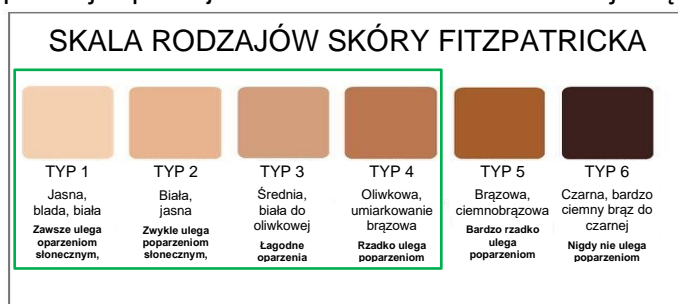 SKALA RODZAJÓW SKÓRY FITZPATRICKA
TYP 1
Jasna,
blada, biała
Zawsze ulega
oparzeniom
słonecznym,
TYP 2
Biała,
jasna
Zwykle ulega
poparzeniom
słonecznym,
TYP 3
Średnia,
biała do
oliwkowej
Łagodne
oparzenia
TYP 4
Oliwkowa,
umiarkowanie
brązowa
Rzadko ulega
poparzeniom
TYP 5
Brązowa,
ciemnobrązowa
Bardzo rzadko
ulega
poparzeniom
TYP 6
Czarna, bardzo
ciemny brąz do
czarnej
Nigdy nie ulega
poparzeniom